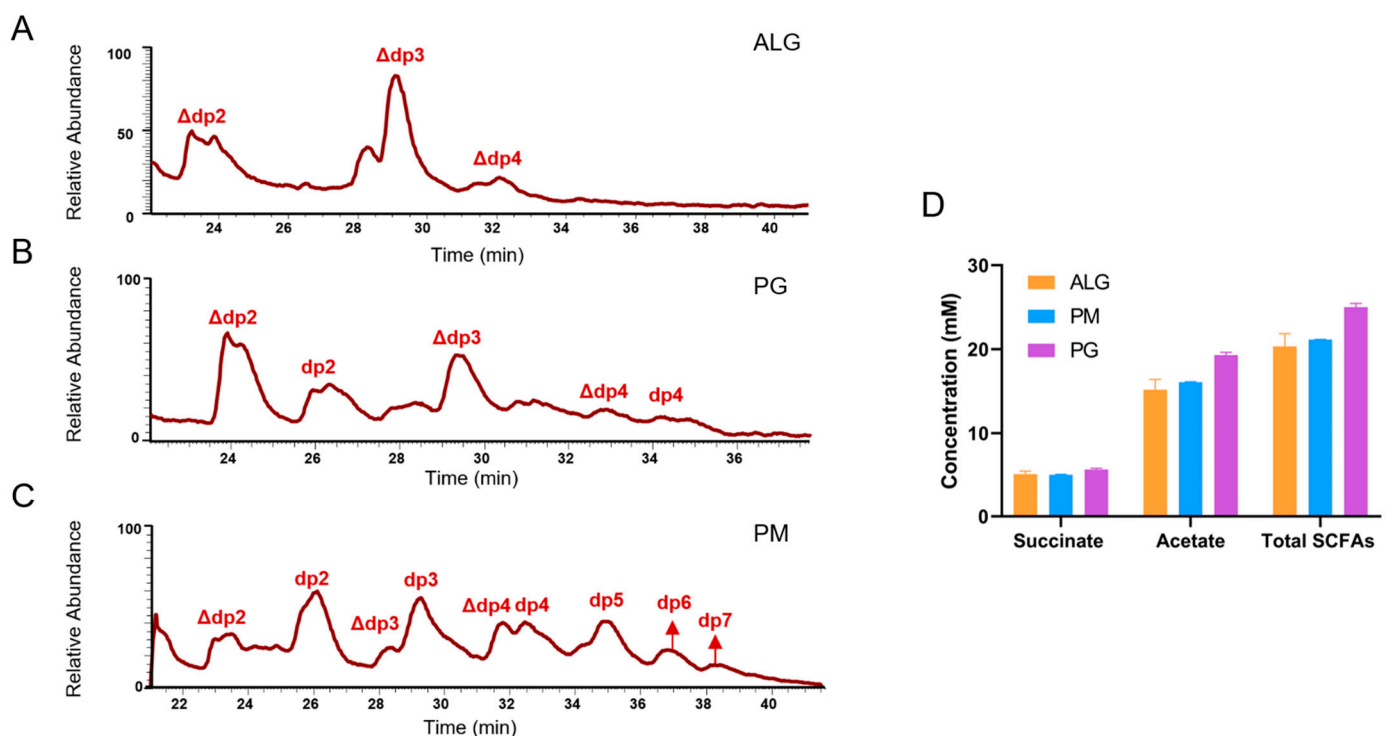 A
ALG
Relative Abundance
100
50
0
Δdp2
Δdp3
Δdp4
24 26 28 30 32 34 36 38 40
Time (min)
B
PG
Relative Abundance
100
0
Δdp2
dp2
Δdp3
Δdp4
dp4
24 26 28 30 32 34 36
Time (min)
C
PM
Relative Abundance
100
0
Δdp2
dp2
Δdp3
dp3
Δdp4 dp4
dp5
dp6
dp7
22 24 26 28 30 32 34 36 38 40
Time (min)
D
Concentration (mM)
30
20
10
0
ALG
PM
PG
Succinate Acetate Total SCFAs